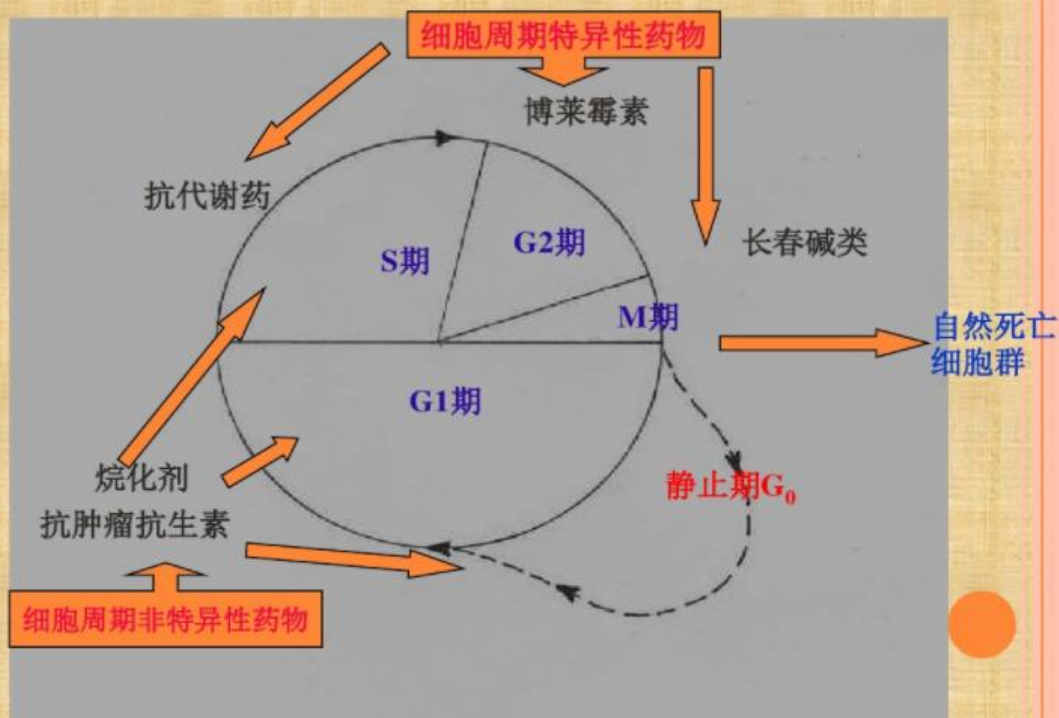 细胞周期特异性药物
博莱霉素
抗代谢药
长春碱类
S期
G2期
M期
自然死亡
细胞群
G1期
静止期G₀
烷化剂
抗肿瘤抗生素
细胞周期非特异性药物